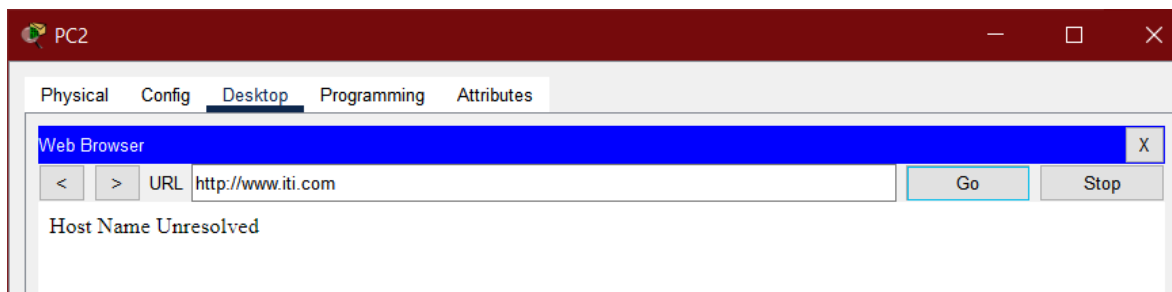 PC2
Physical Config Desktop Programming Attributes
Web Browser X
< > URL http://www.iti.com Go Stop
Host Name Unresolved